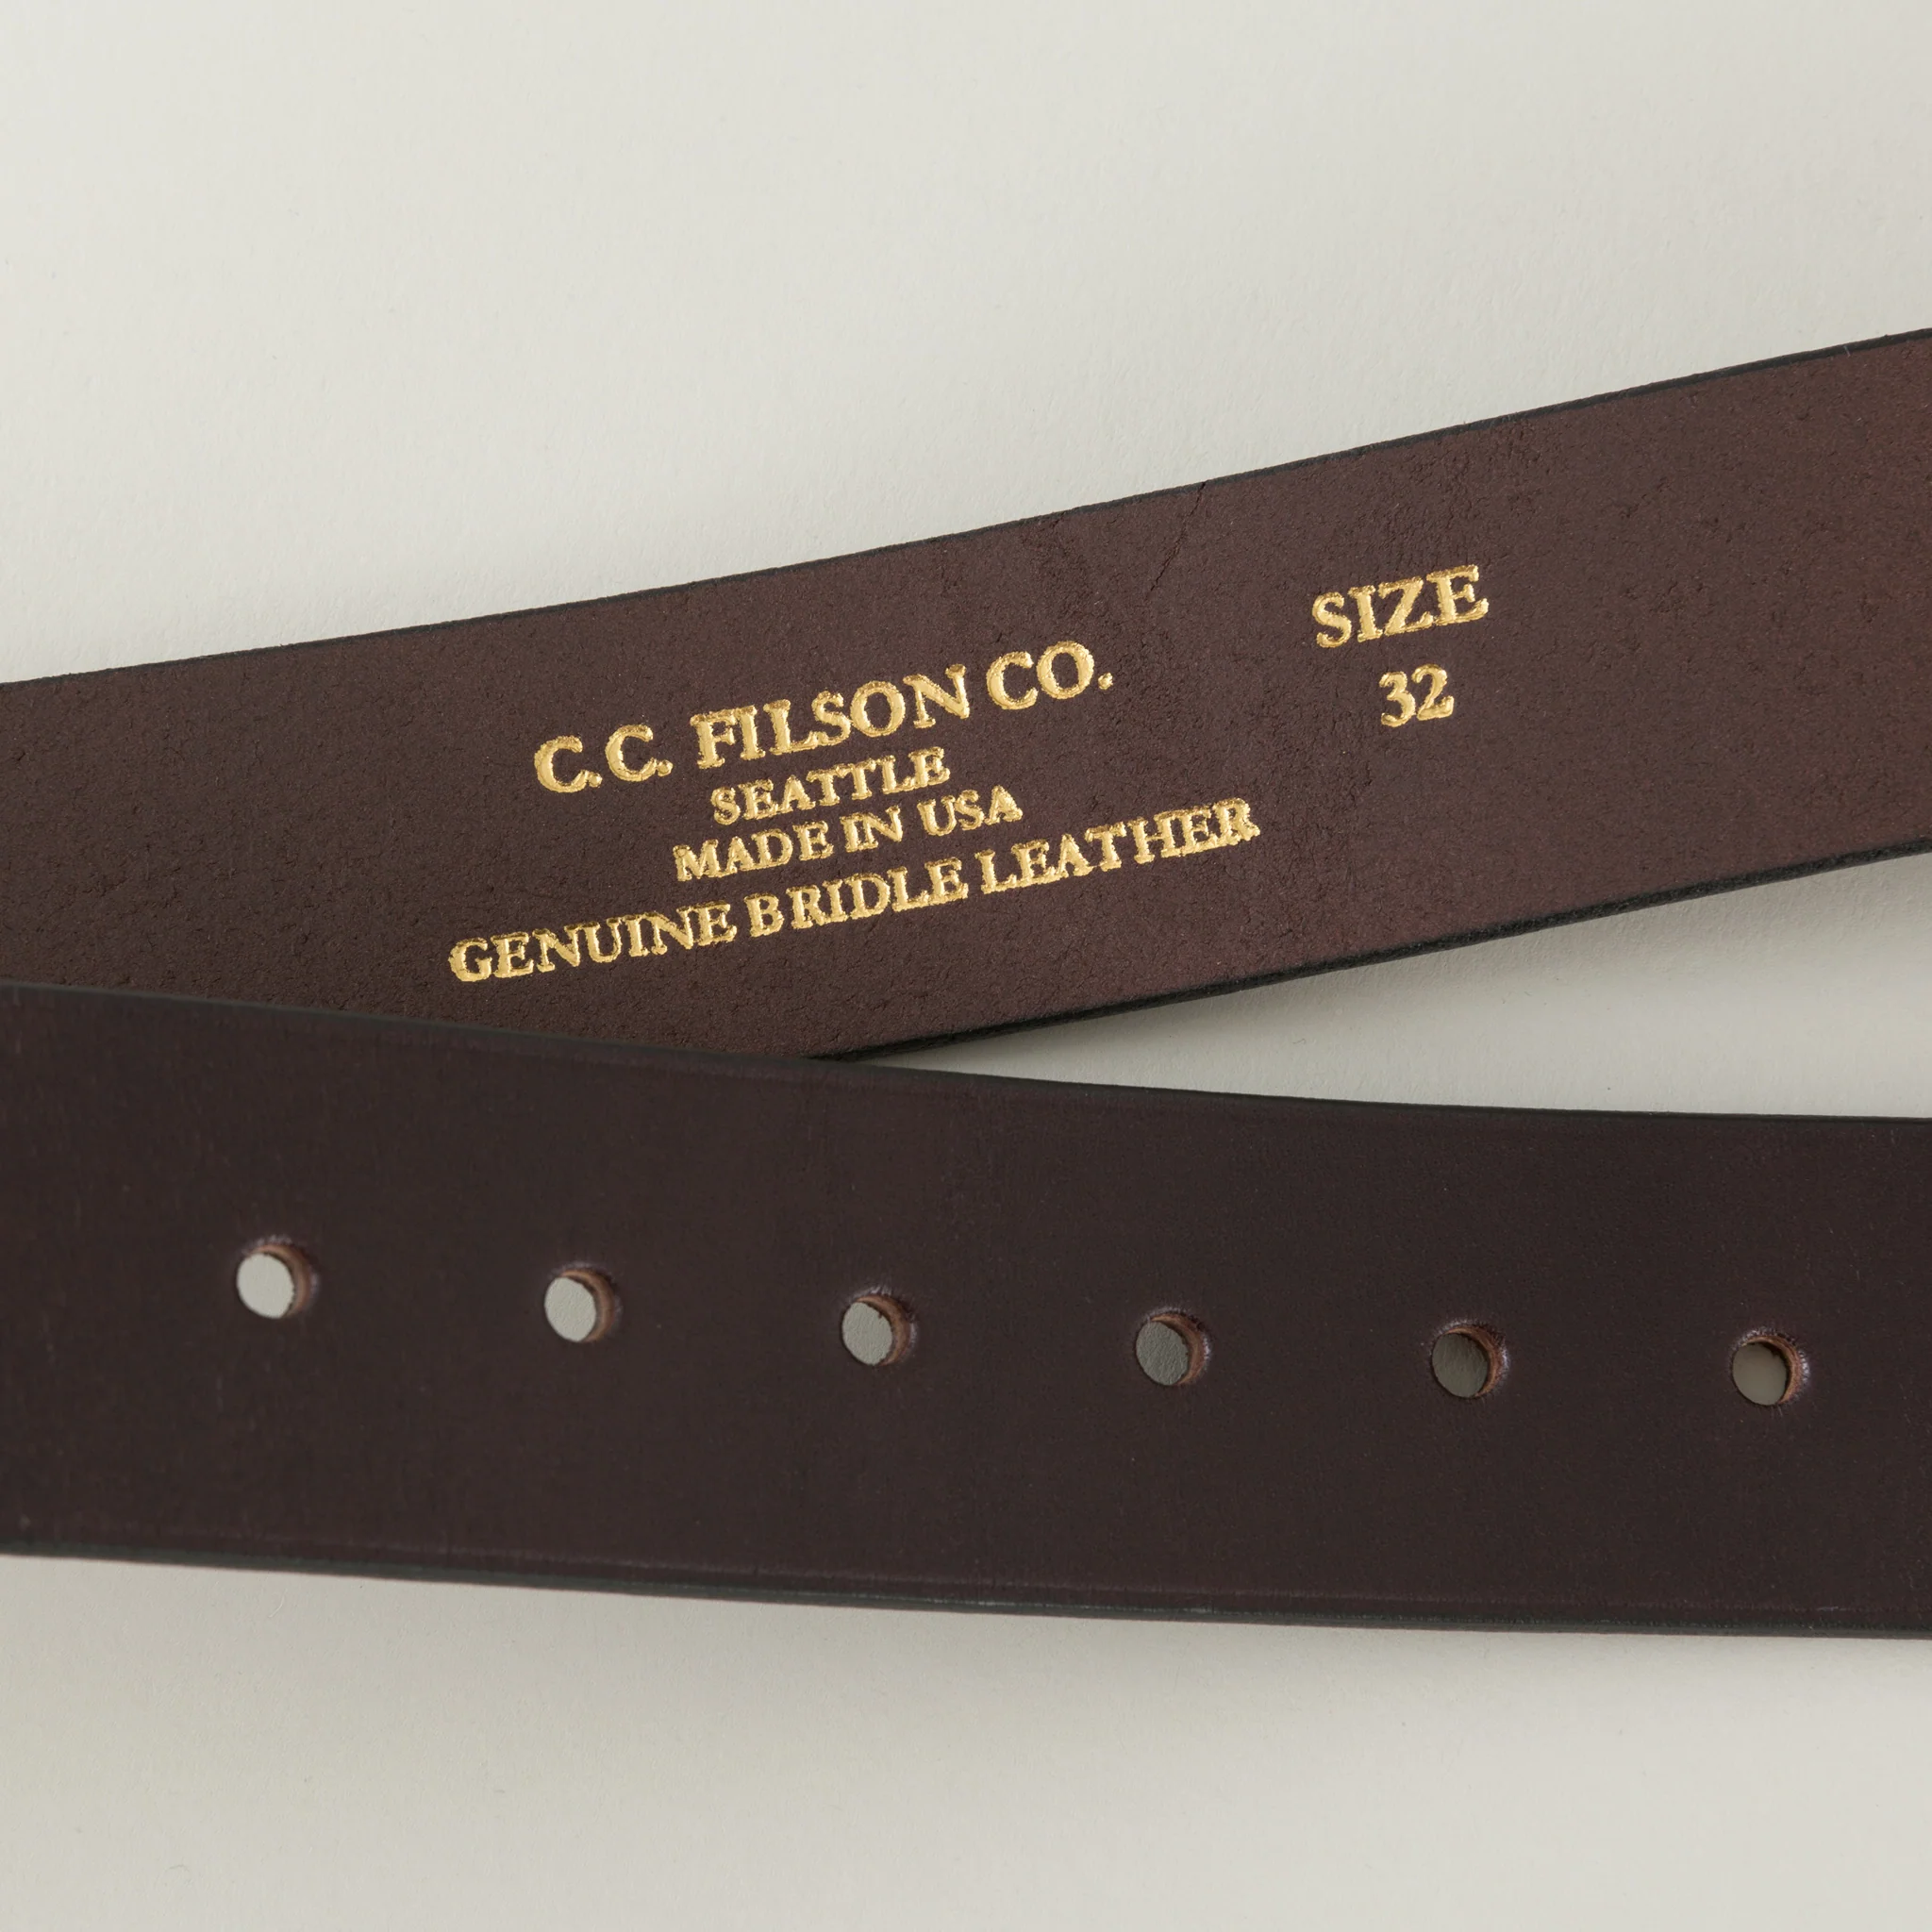 C.C. FILSON CO.
SEATTLE
MADE IN USA
GENUINE BRIDLE LEATHER
SIZE
32